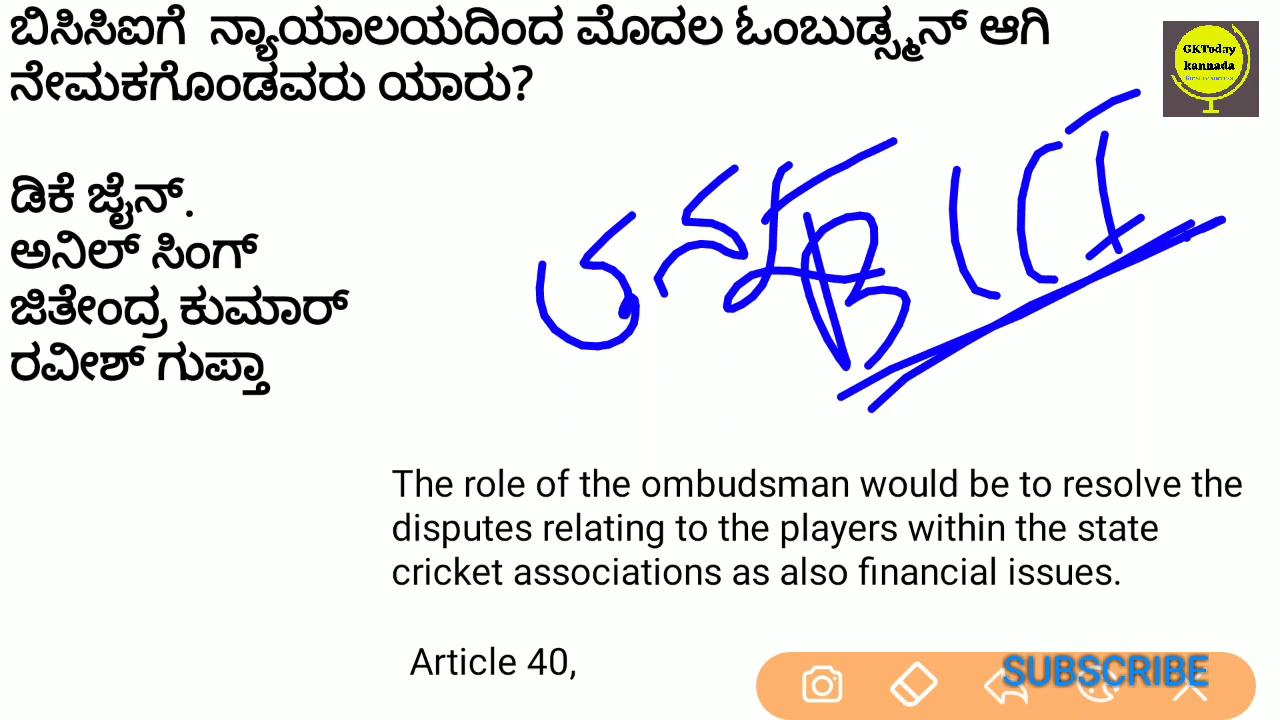 ಬಿಸಿಸಿಐಗೆ ನ್ಯಾಯಾಲಯದಿಂದ ಮೊದಲ ಓಂಬುಡ್ಸ್ಮನ್ ಆಗಿ
ನೇಮಕಗೊಂಡವರು ಯಾರು?
GKToday
kannada
ಡಿಕೆ ಜೈನ್.
ಅನಿಲ್ ಸಿಂಗ್
ಜಿತೇಂದ್ರ ಕುಮಾರ್
ರವೀಶ್ ಗುಪ್ತಾ
The role of the ombudsman would be to resolve the
disputes relating to the players within the state
cricket associations as also financial issues.
Article 40,
SUBSCRIBE